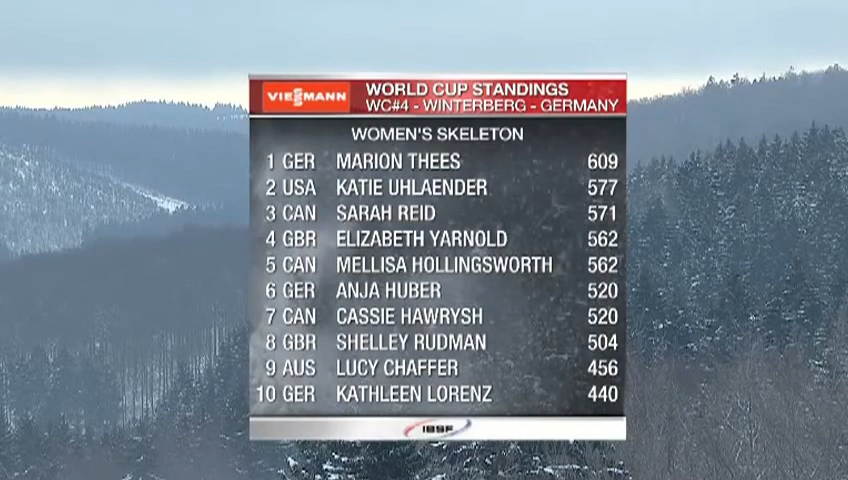 VIESMANN
WORLD CUP STANDINGS
WC#4 - WINTERBERG - GERMANY
WOMEN'S SKELETON
1 GER MARION THEES 609
2 USA KATIE UHLAENDER 577
3 CAN SARAH REID 571
4 GBR ELIZABETH YARNOLD 562
5 CAN MELLISA HOLLINGSWORTH 562
6 GER ANJA HUBER 520
7 CAN CASSIE HAWRYSH 520
8 GBR SHELLEY RUDMAN 504
9 AUS LUCY CHAFFER 456
10 GER KATHLEEN LORENZ 440
IBSF